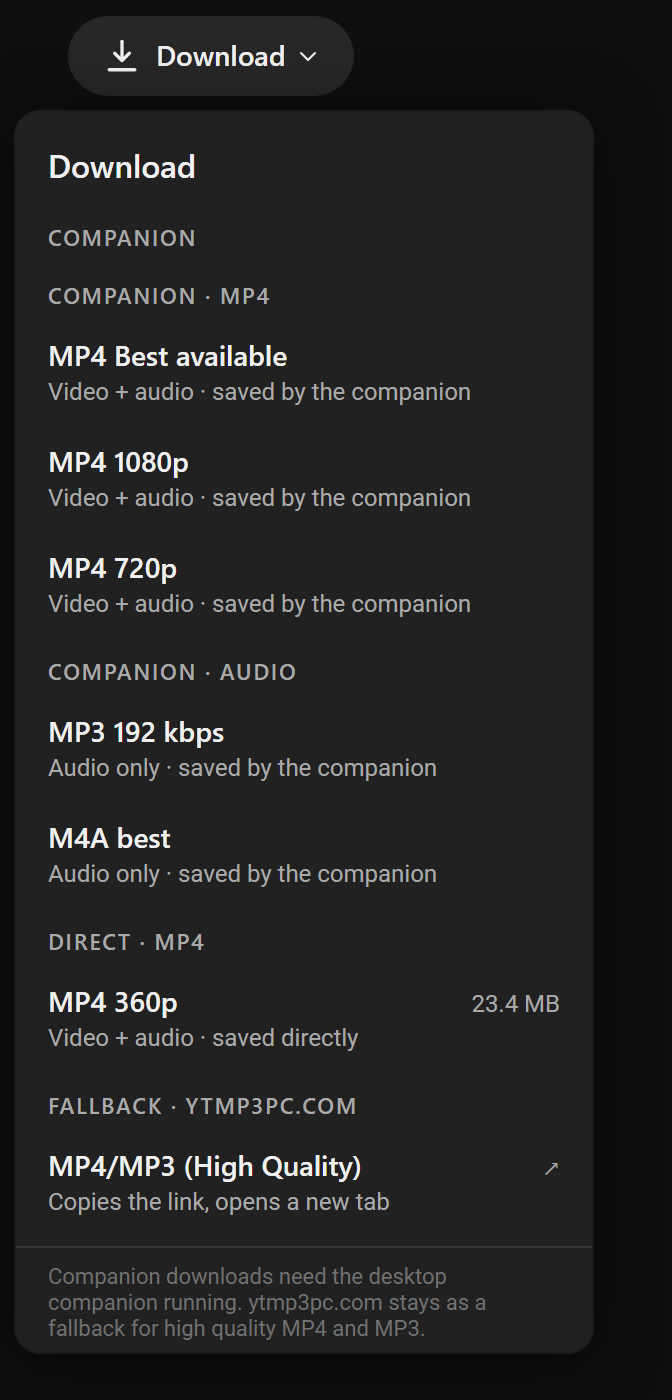 Download
Download
COMPANION
COMPANION · MP4
MP4 Best available
Video + audio · saved by the companion
MP4 1080p
Video + audio · saved by the companion
MP4 720p
Video + audio · saved by the companion
COMPANION · AUDIO
MP3 192 kbps
Audio only · saved by the companion
M4A best
Audio only · saved by the companion
DIRECT · MP4
MP4 360p 23.4 MB
Video + audio · saved directly
FALLBACK · YTMP3PC.COM
MP4/MP3 (High Quality) ↗
Copies the link, opens a new tab
Companion downloads need the desktop
companion running. ytmp3pc.com stays as a
fallback for high quality MP4 and MP3.